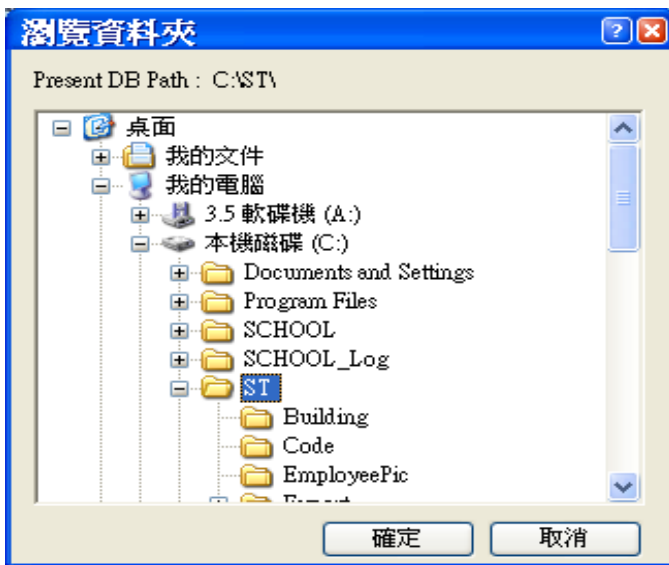 瀏覽資料夾
Present DB Path : C:\ST\
桌面
我的文件
我的電腦
3.5 軟碟機 (A:)
本機磁碟 (C:)
Documents and Settings
Program Files
SCHOOL
SCHOOL_Log
ST
Building
Code
EmployeePic
確定 取消